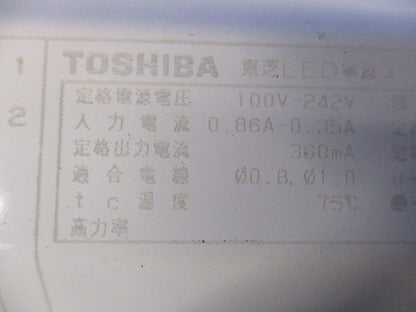 1 TOSHIBA 東芝LED電源
定格電源電圧 100V-242V
2 入力電流 0.86A-0.35A
定格出力電流 360mA
適合電線 Ø0.8,Ø1.0
tc温度 75℃
高力率